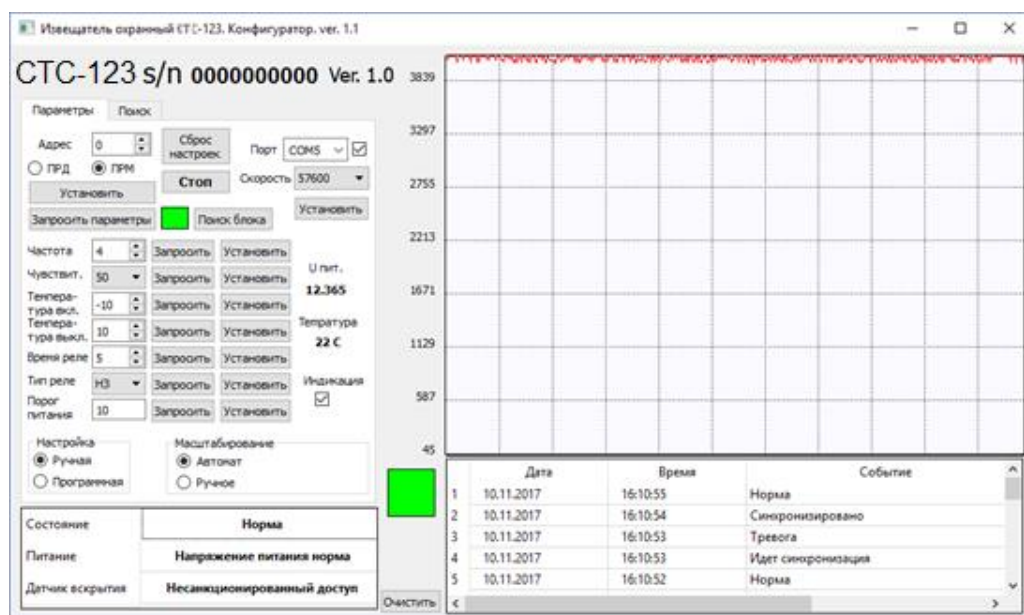 Извещатель охранный СТС-123. Конфигуратор. ver. 1.1
СТС-123 s/n 0000000000 Ver. 1.0
Параметры Поиск
Адрес 0 Сброс настроек Порт COM5
ПРД ПРМ Стоп Скорость 57600
Установить Установить
Запросить параметры Поиск блока
Частота 4 Запросить Установить
Чувствит. 50 Запросить Установить
U пит.
12.365
Темпера-
тура вкл. -10 Запросить Установить
Темпера-
тура выкл. 10 Запросить Установить
Темпратура
22 C
Время реле 5 Запросить Установить
Тип реле НЗ Запросить Установить Индикация
Порог
питания 10 Запросить Установить
Настройка Масштабирование
Ручная Автомат
Программная Ручное
Состояние Норма
Питание Напряжение питания норма
Датчик вскрытия Несанкционированный доступ
Очистить
3839
3297
2755
2213
1671
1129
587
45
Дата Время Событие
1 10.11.2017 16:10:55 Норма
2 10.11.2017 16:10:54 Синхронизировано
3 10.11.2017 16:10:53 Тревога
4 10.11.2017 16:10:53 Идет синхронизация
5 10.11.2017 16:10:52 Норма